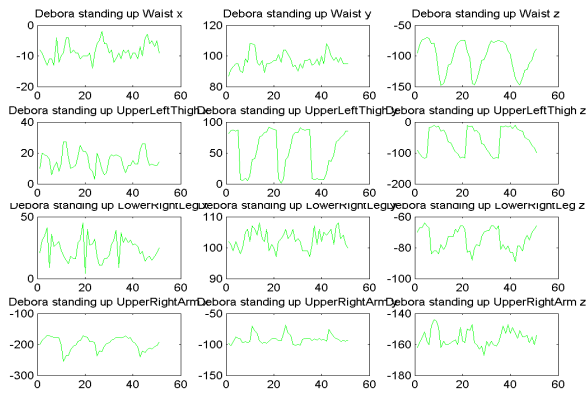 Debora standing up Waist x
Debora standing up Waist y
Debora standing up Waist z
0
-10
-20
0 20 40 60
120
100
80
0 20 40 60
-50
-100
-150
0 20 40 60
Debora standing up UpperLeftThigh
Debora standing up UpperLeftThigh y
Debora standing up UpperLeftThigh z
40
20
0
0 20 40 60
100
50
0
0 20 40 60
0
-100
-200
0 20 40 60
Debora standing up LowerRightLeg x
Debora standing up LowerRightLeg y
Debora standing up LowerRightLeg z
50
0
0 20 40 60
110
100
90
0 20 40 60
-60
-80
-100
0 20 40 60
Debora standing up UpperRightArm
Debora standing up UpperRightArm y
Debora standing up UpperRightArm z
-100
-200
-300
0 20 40 60
-50
-100
-150
0 20 40 60
-140
-160
-180
0 20 40 60